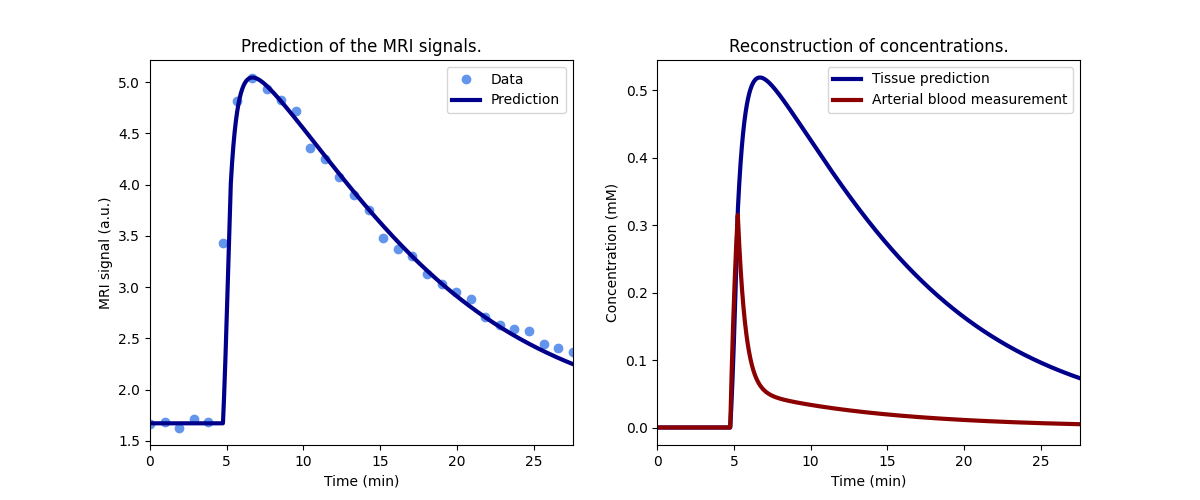 Prediction of the MRI signals.
MRI signal (a.u.)
5.0
4.5
4.0
3.5
3.0
2.5
2.0
1.5
0
5
10
15
20
25
Time (min)
Data
Prediction
Reconstruction of concentrations.
Concentration (mM)
0.5
0.4
0.3
0.2
0.1
0.0
0
5
10
15
20
25
Time (min)
Tissue prediction
Arterial blood measurement